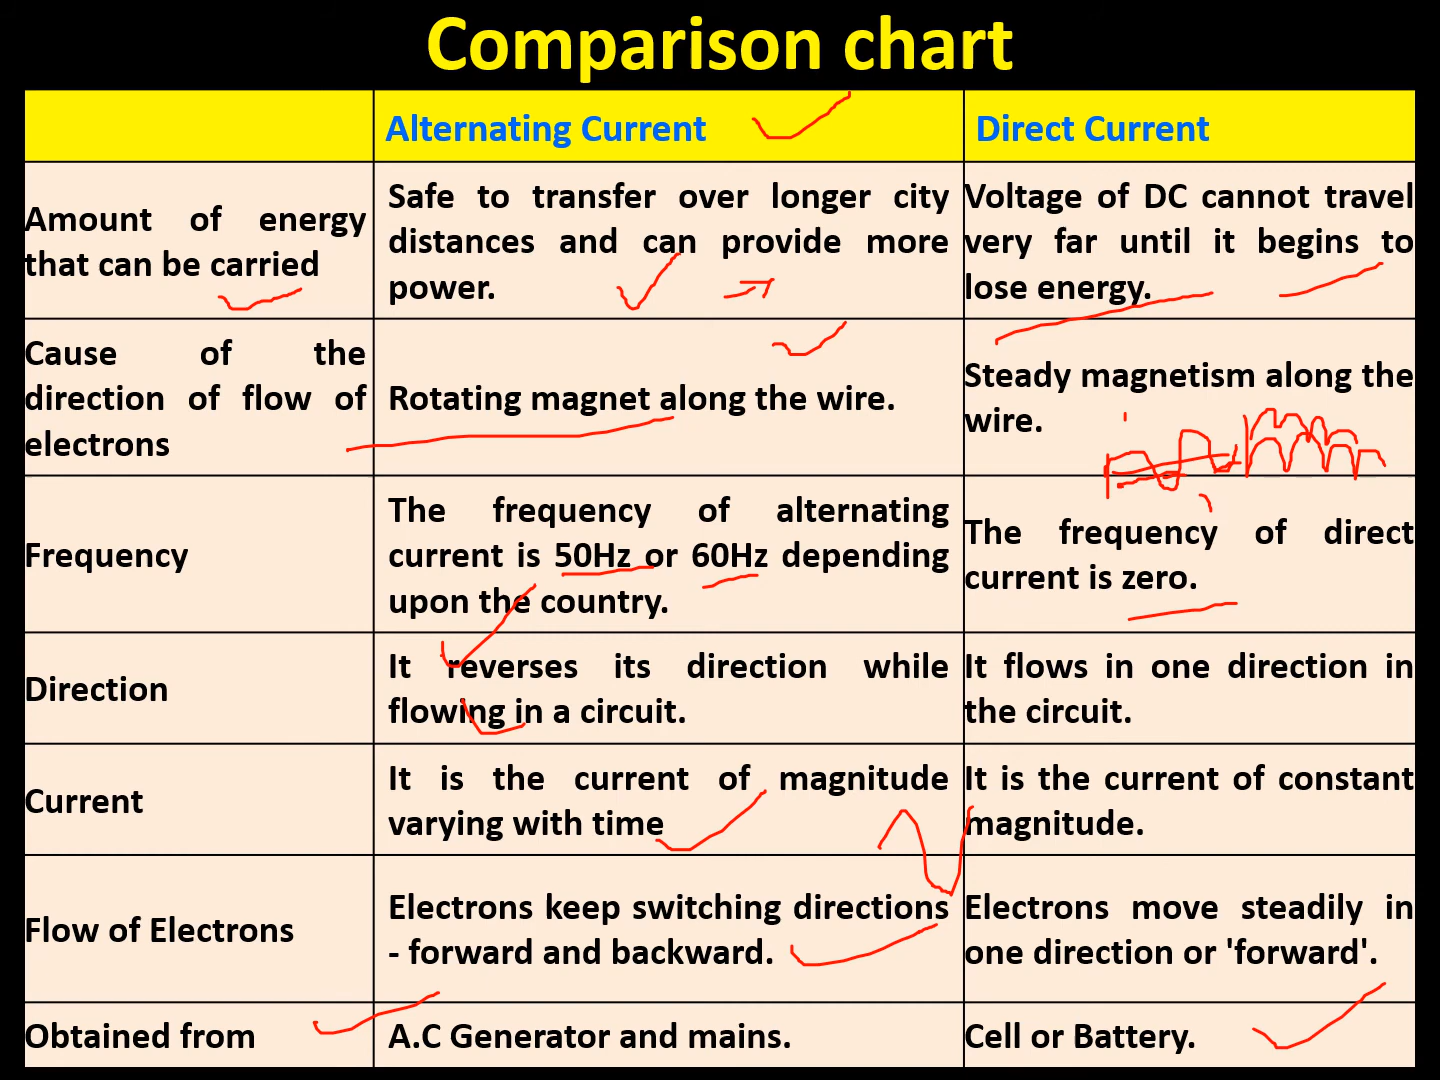 Comparison chart
Alternating Current
Direct Current
Amount of energy
that can be carried
Safe to transfer over longer city
distances and can provide more
power.
Voltage of DC cannot travel
very far until it begins to
lose energy.
Cause of the
direction of flow of
electrons
Rotating magnet along the wire.
Steady magnetism along the
wire.
Frequency
The frequency of alternating
current is 50Hz or 60Hz depending
upon the country.
The frequency of direct
current is zero.
Direction
It reverses its direction while
flowing in a circuit.
It flows in one direction in
the circuit.
Current
It is the current of magnitude
varying with time
It is the current of constant
magnitude.
Flow of Electrons
Electrons keep switching directions
- forward and backward.
Electrons move steadily in
one direction or 'forward'.
Obtained from
A.C Generator and mains.
Cell or Battery.